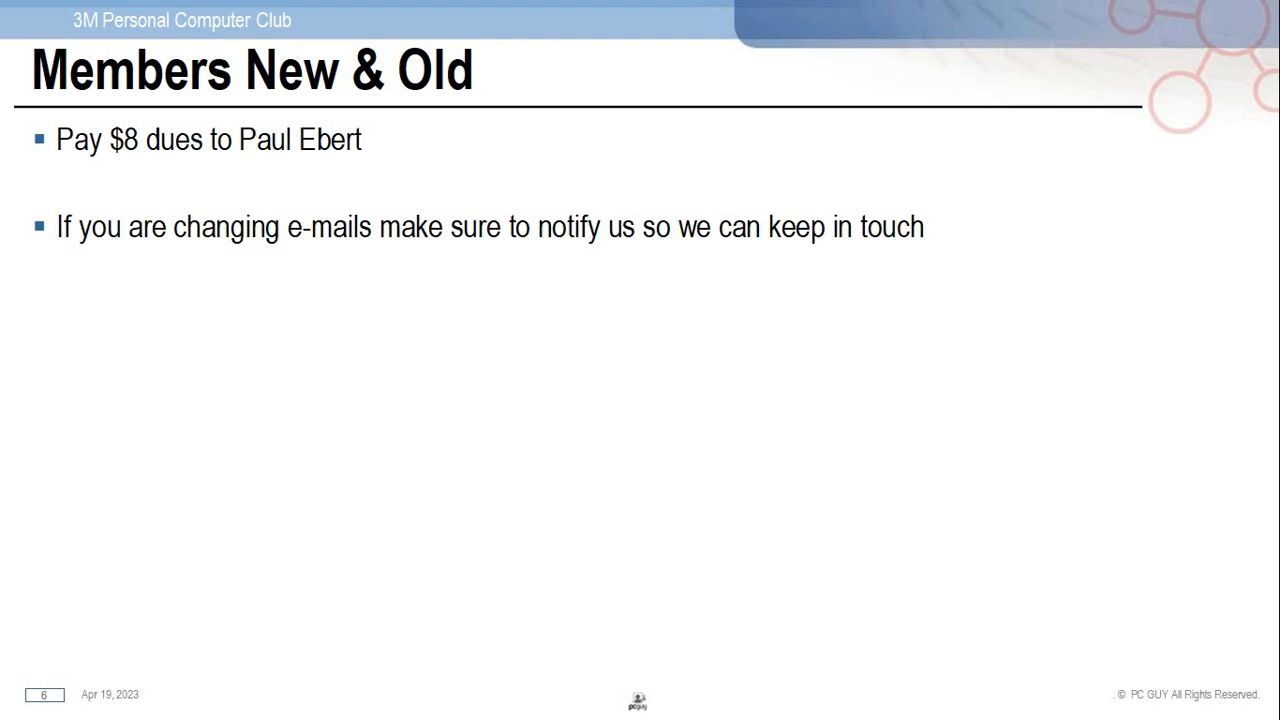 3M Personal Computer Club
Members New & Old
Pay $8 dues to Paul Ebert
If you are changing e-mails make sure to notify us so we can keep in touch
6
Apr 19, 2023
pcguy
. © PC GUY All Rights Reserved.